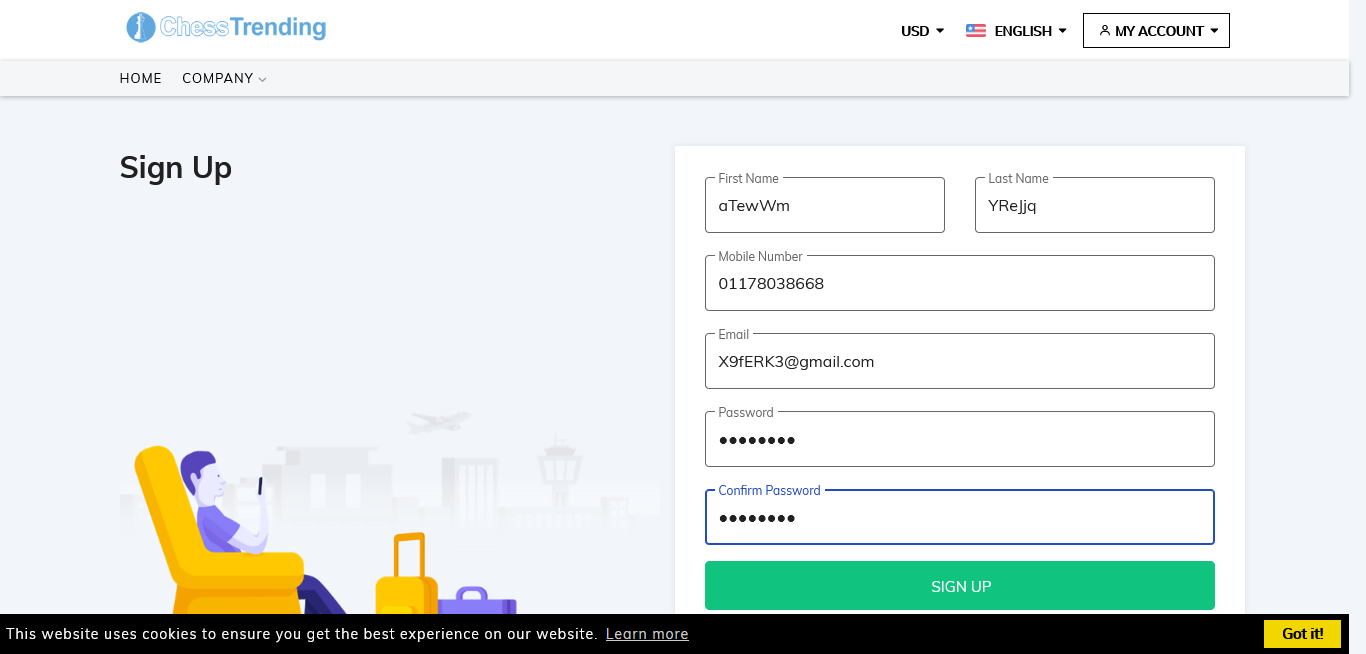 ChessTrending
USD
ENGLISH
MY ACCOUNT
HOME
COMPANY
Sign Up
First Name
aTewWm
Last Name
YReJjq
Mobile Number
01178038668
Email
X9fERK3@gmail.com
Password
••••••••
Confirm Password
••••••••
SIGN UP
This website uses cookies to ensure you get the best experience on our website. Learn more
Got it!